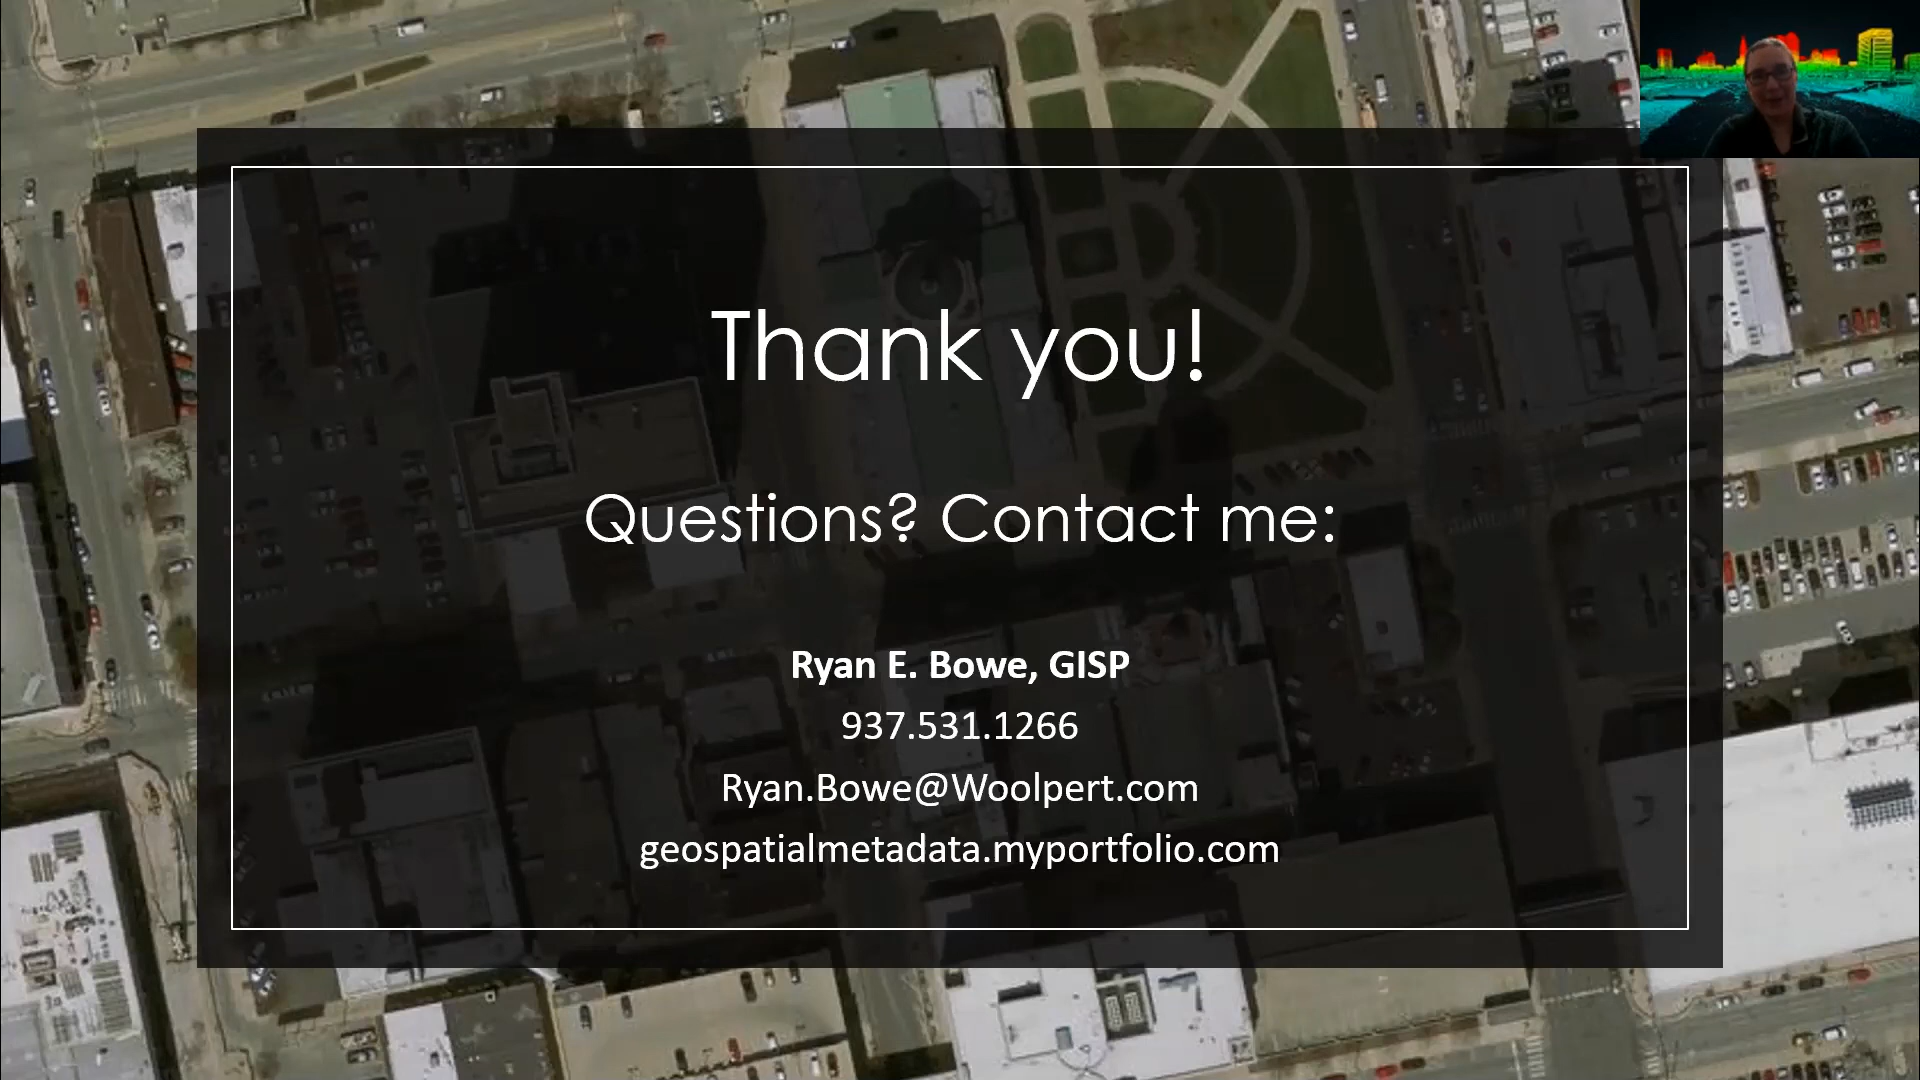 Thank you!
Questions? Contact me:
Ryan E. Bowe, GISP
937.531.1266
Ryan.Bowe@Woolpert.com
geospatialmetadata.myportfolio.com